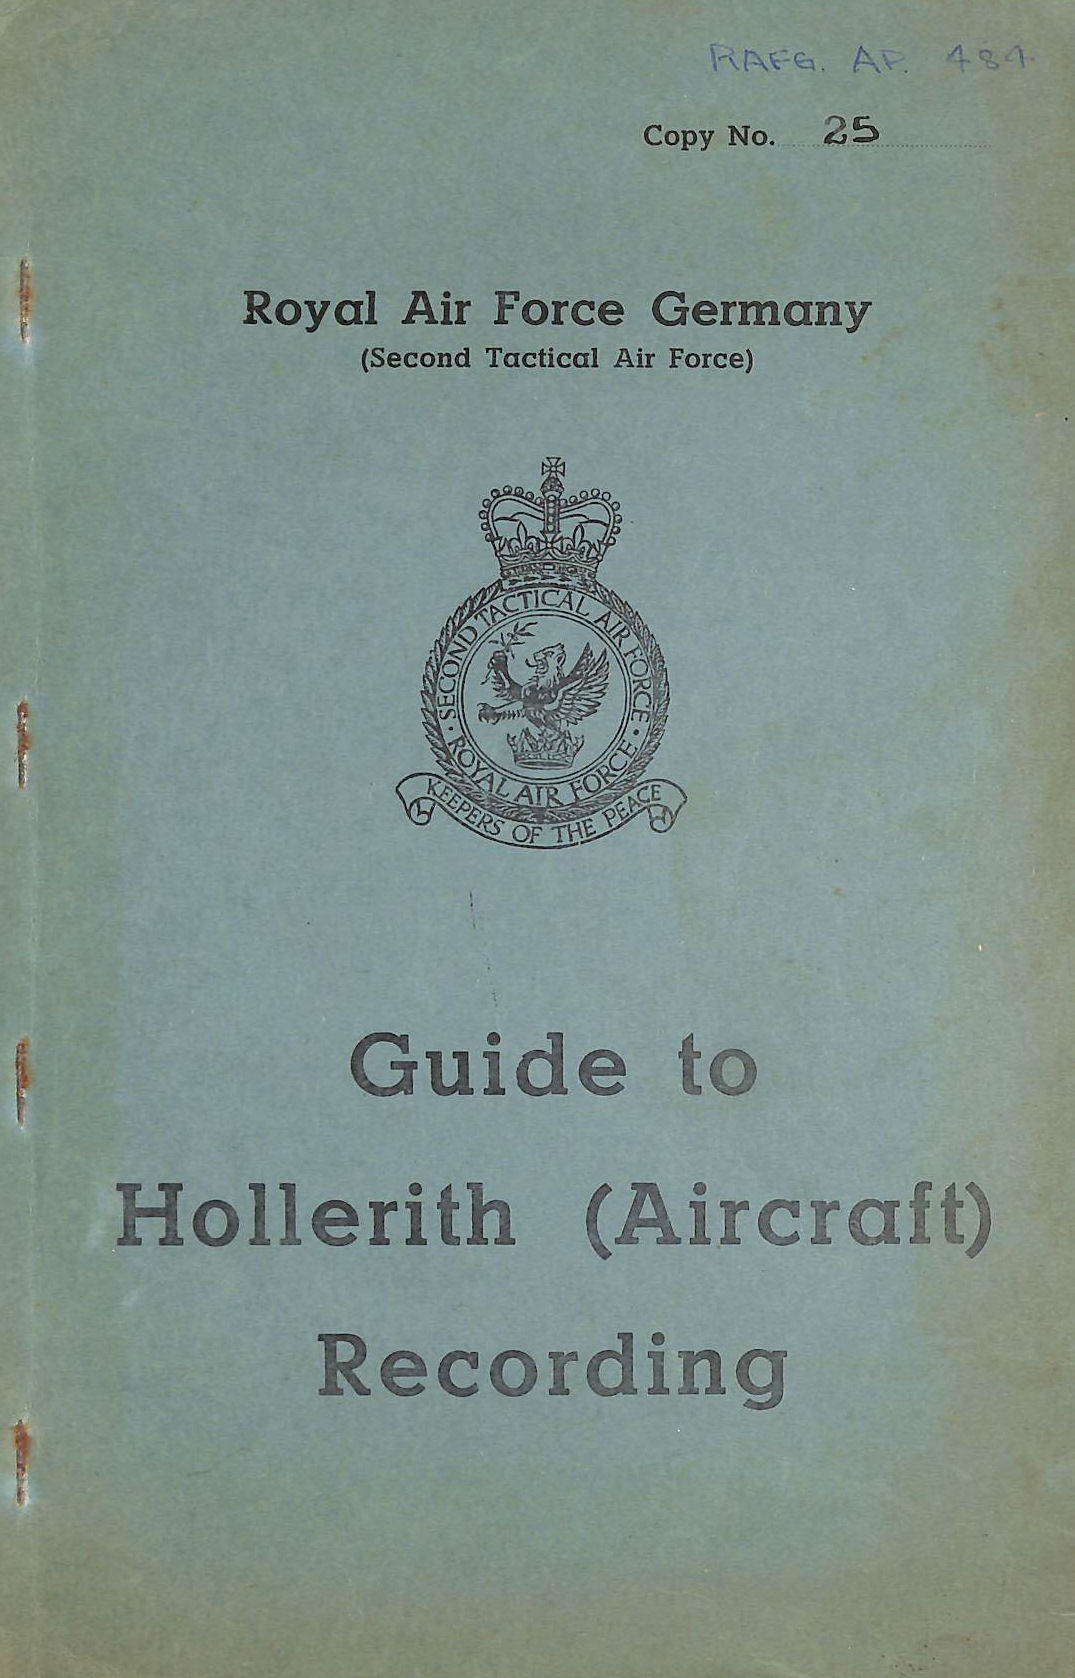 RAFG. AP. 484
Copy No. 25
Royal Air Force Germany
(Second Tactical Air Force)
· SECOND TACTICAL AIR FORCE ·
ROYAL AIR FORCE
KEEPERS OF THE PEACE
Guide to
Hollerith (Aircraft)
Recording